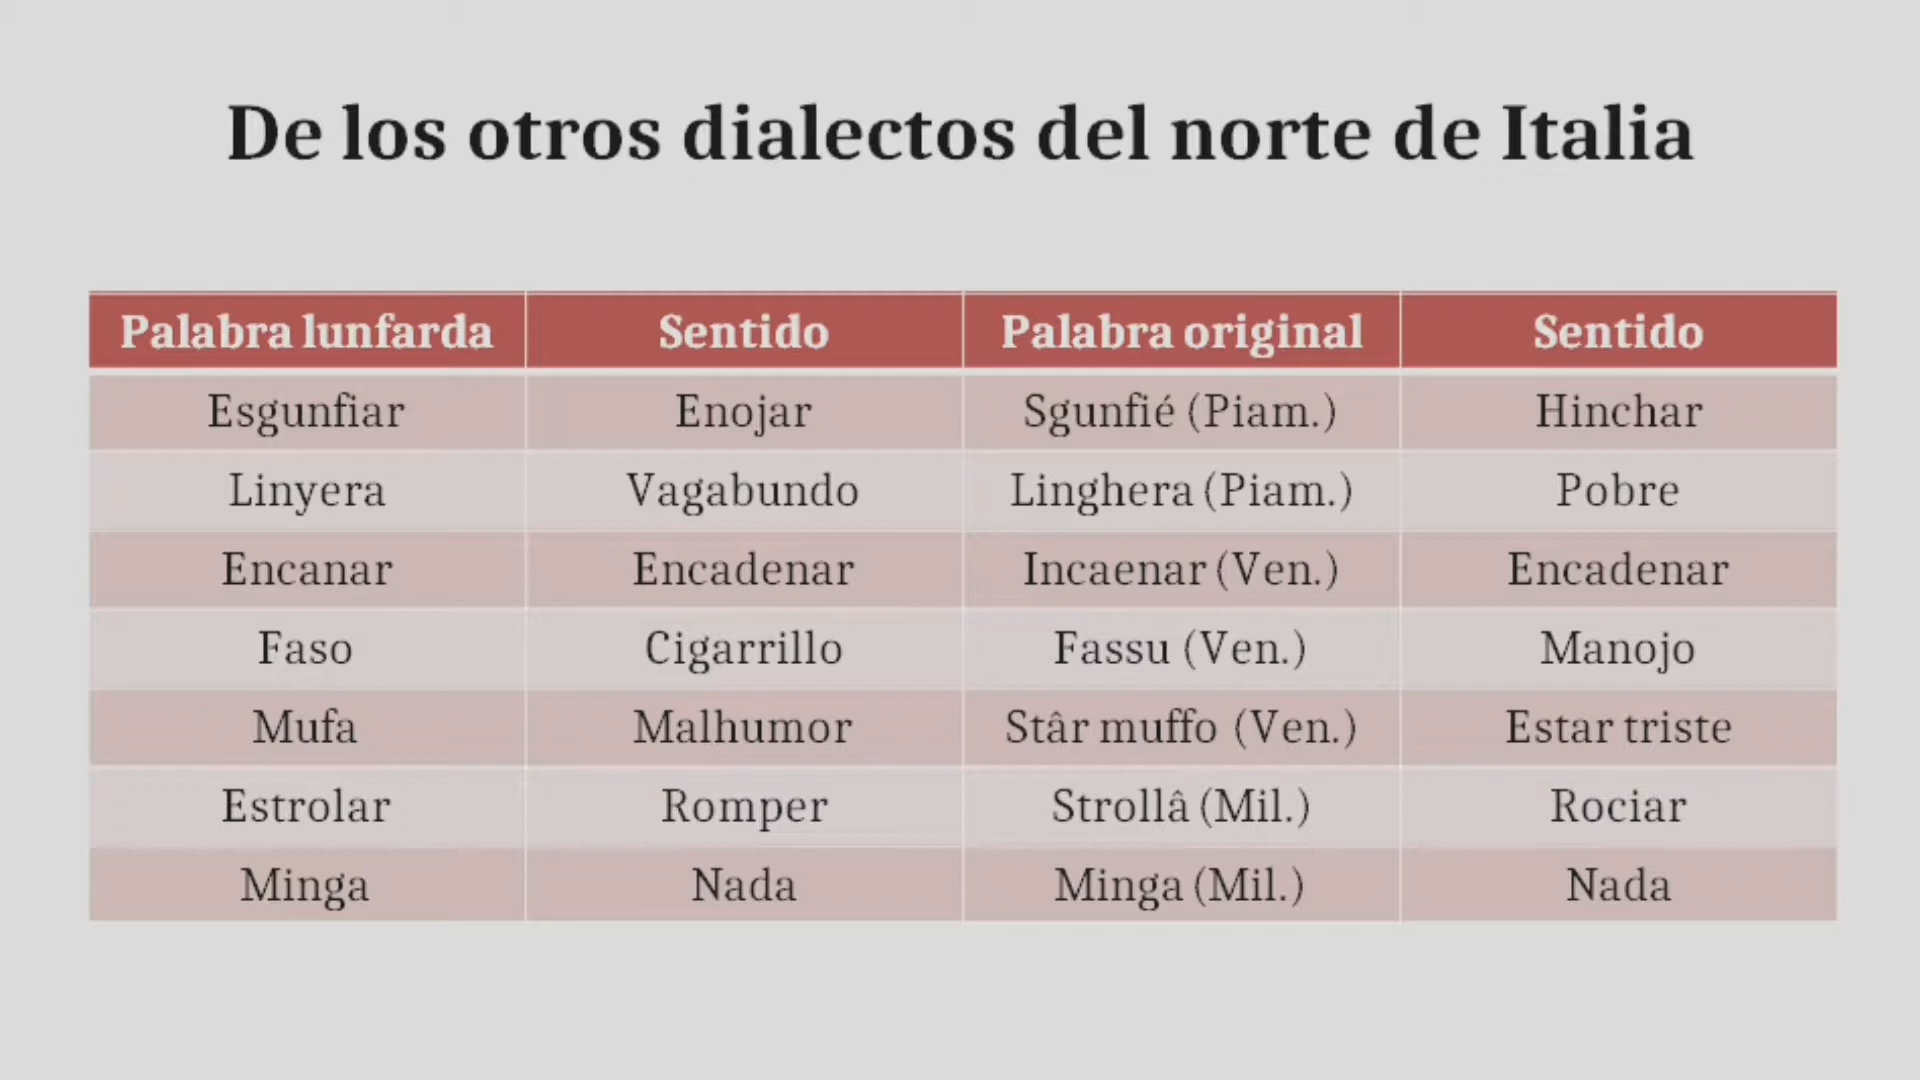 De los otros dialectos del norte de Italia
Palabra lunfarda Sentido Palabra original Sentido
Esgunfiar Enojar Sgunfié (Piam.) Hinchar
Linyera Vagabundo Linghera (Piam.) Pobre
Encanar Encadenar Incaenar (Ven.) Encadenar
Faso Cigarrillo Fassu (Ven.) Manojo
Mufa Malhumor Stâr muffo (Ven.) Estar triste
Estrolar Romper Strollâ (Mil.) Rociar
Minga Nada Minga (Mil.) Nada